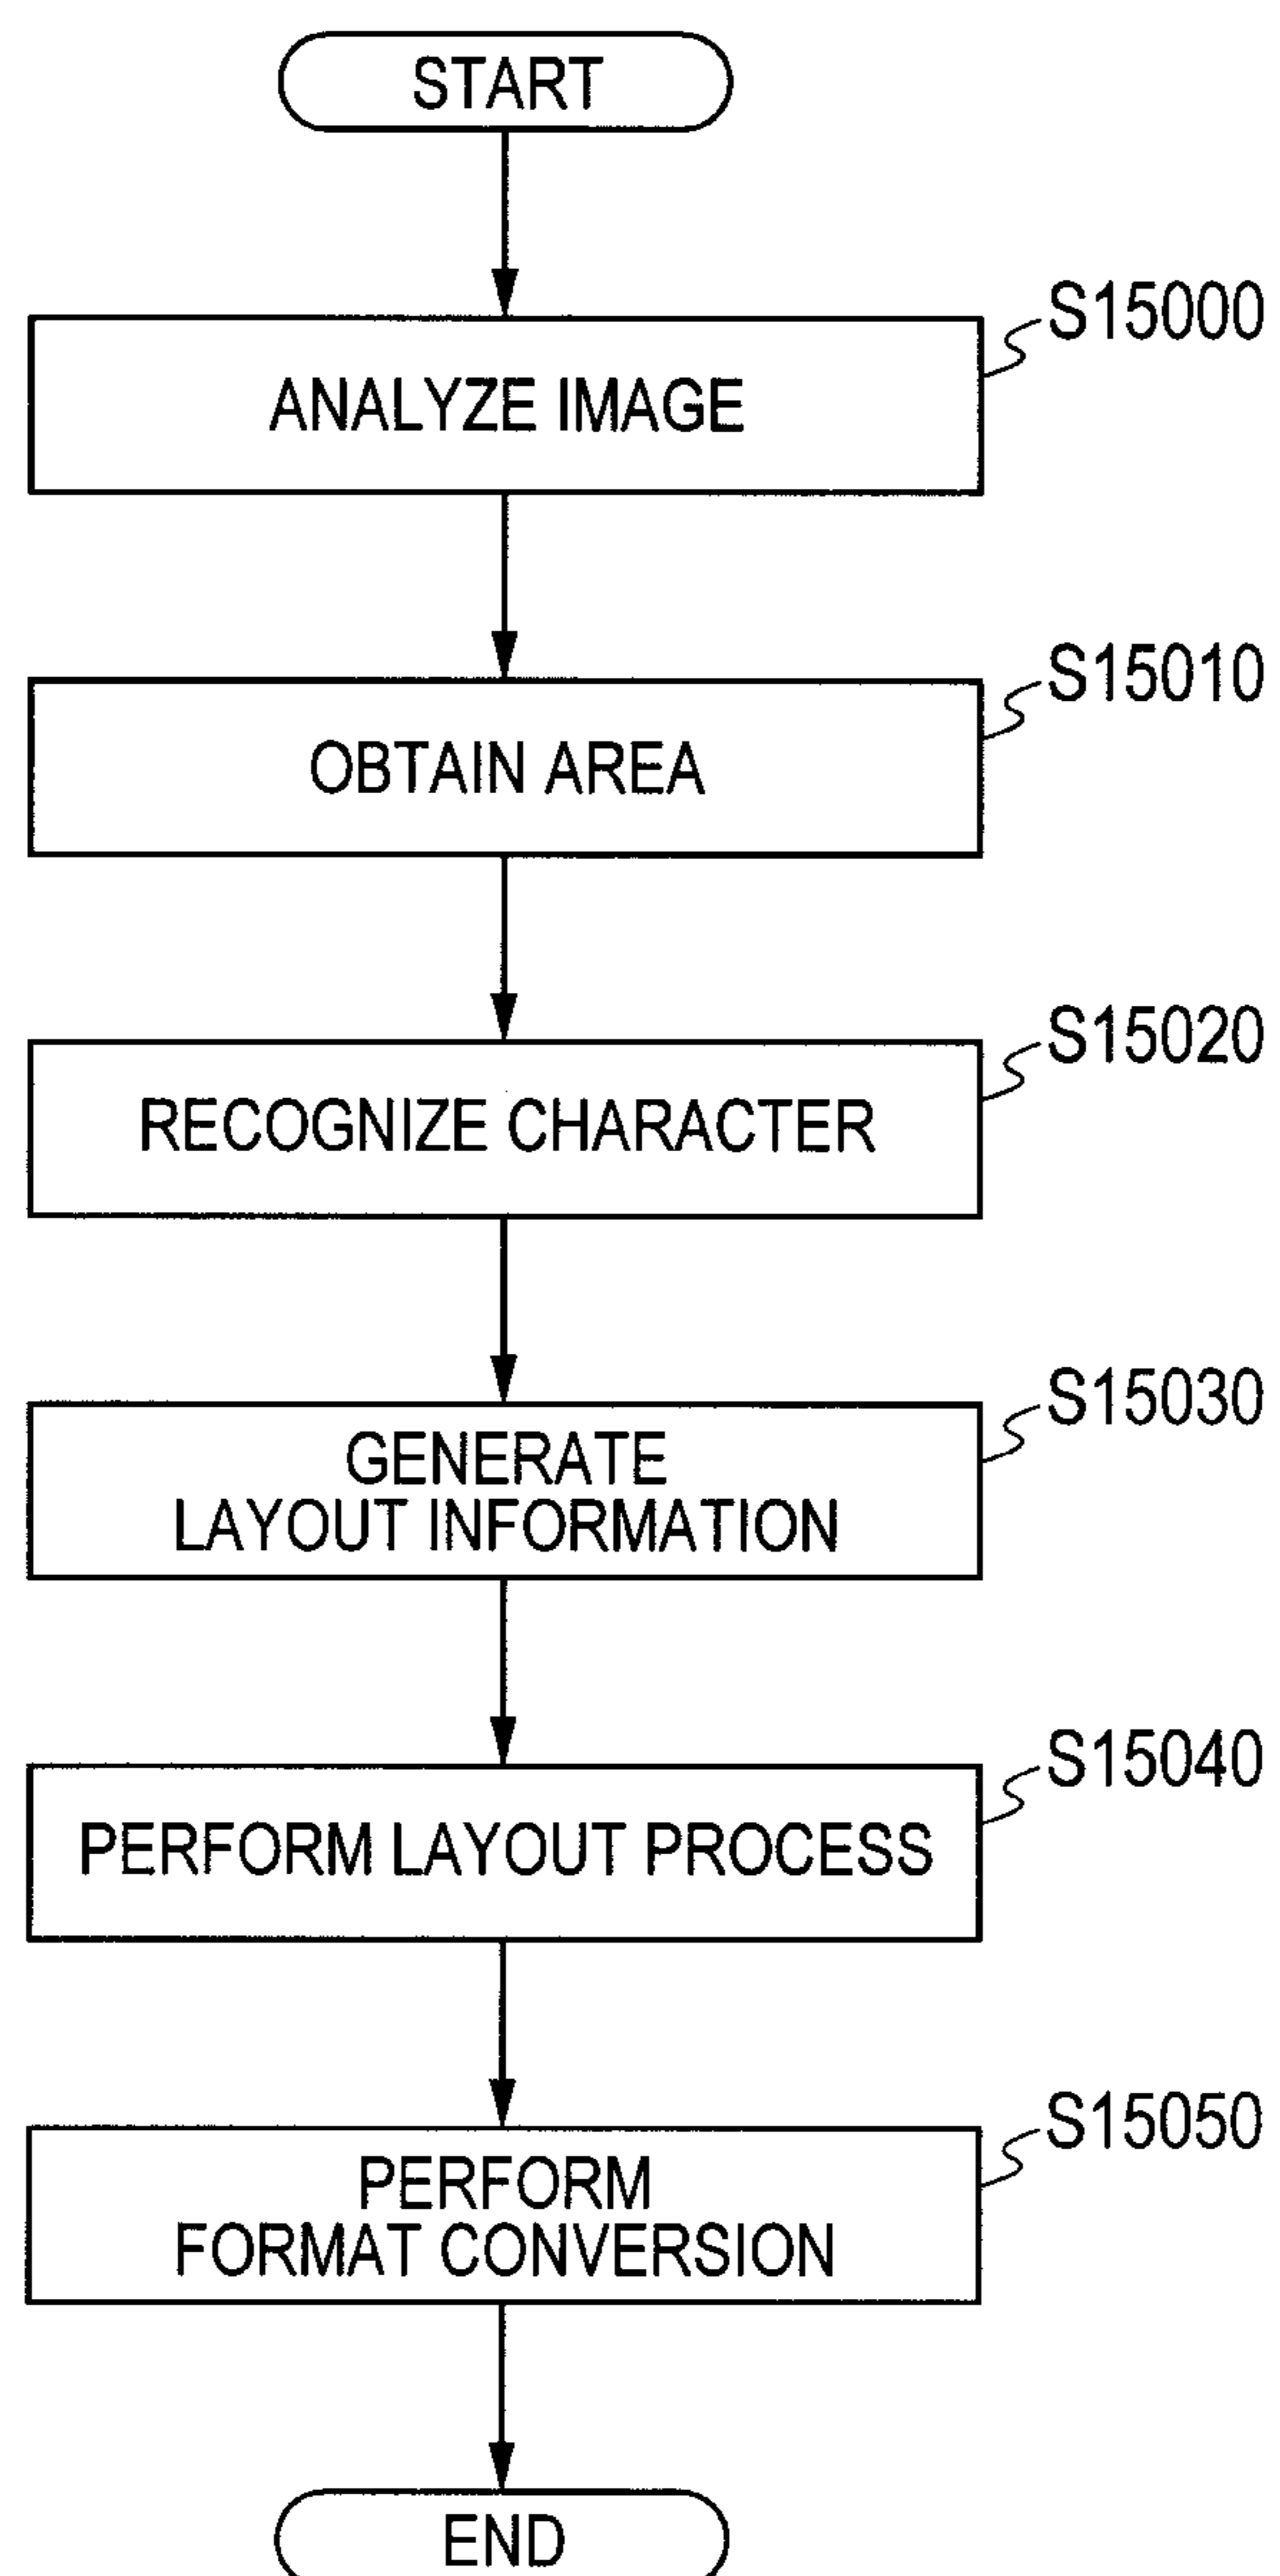 START
S15000
ANALYZE IMAGE
S15010
OBTAIN AREA
S15020
RECOGNIZE CHARACTER
S15030
GENERATE
LAYOUT INFORMATION
S15040
PERFORM LAYOUT PROCESS
S15050
PERFORM
FORMAT CONVERSION
END